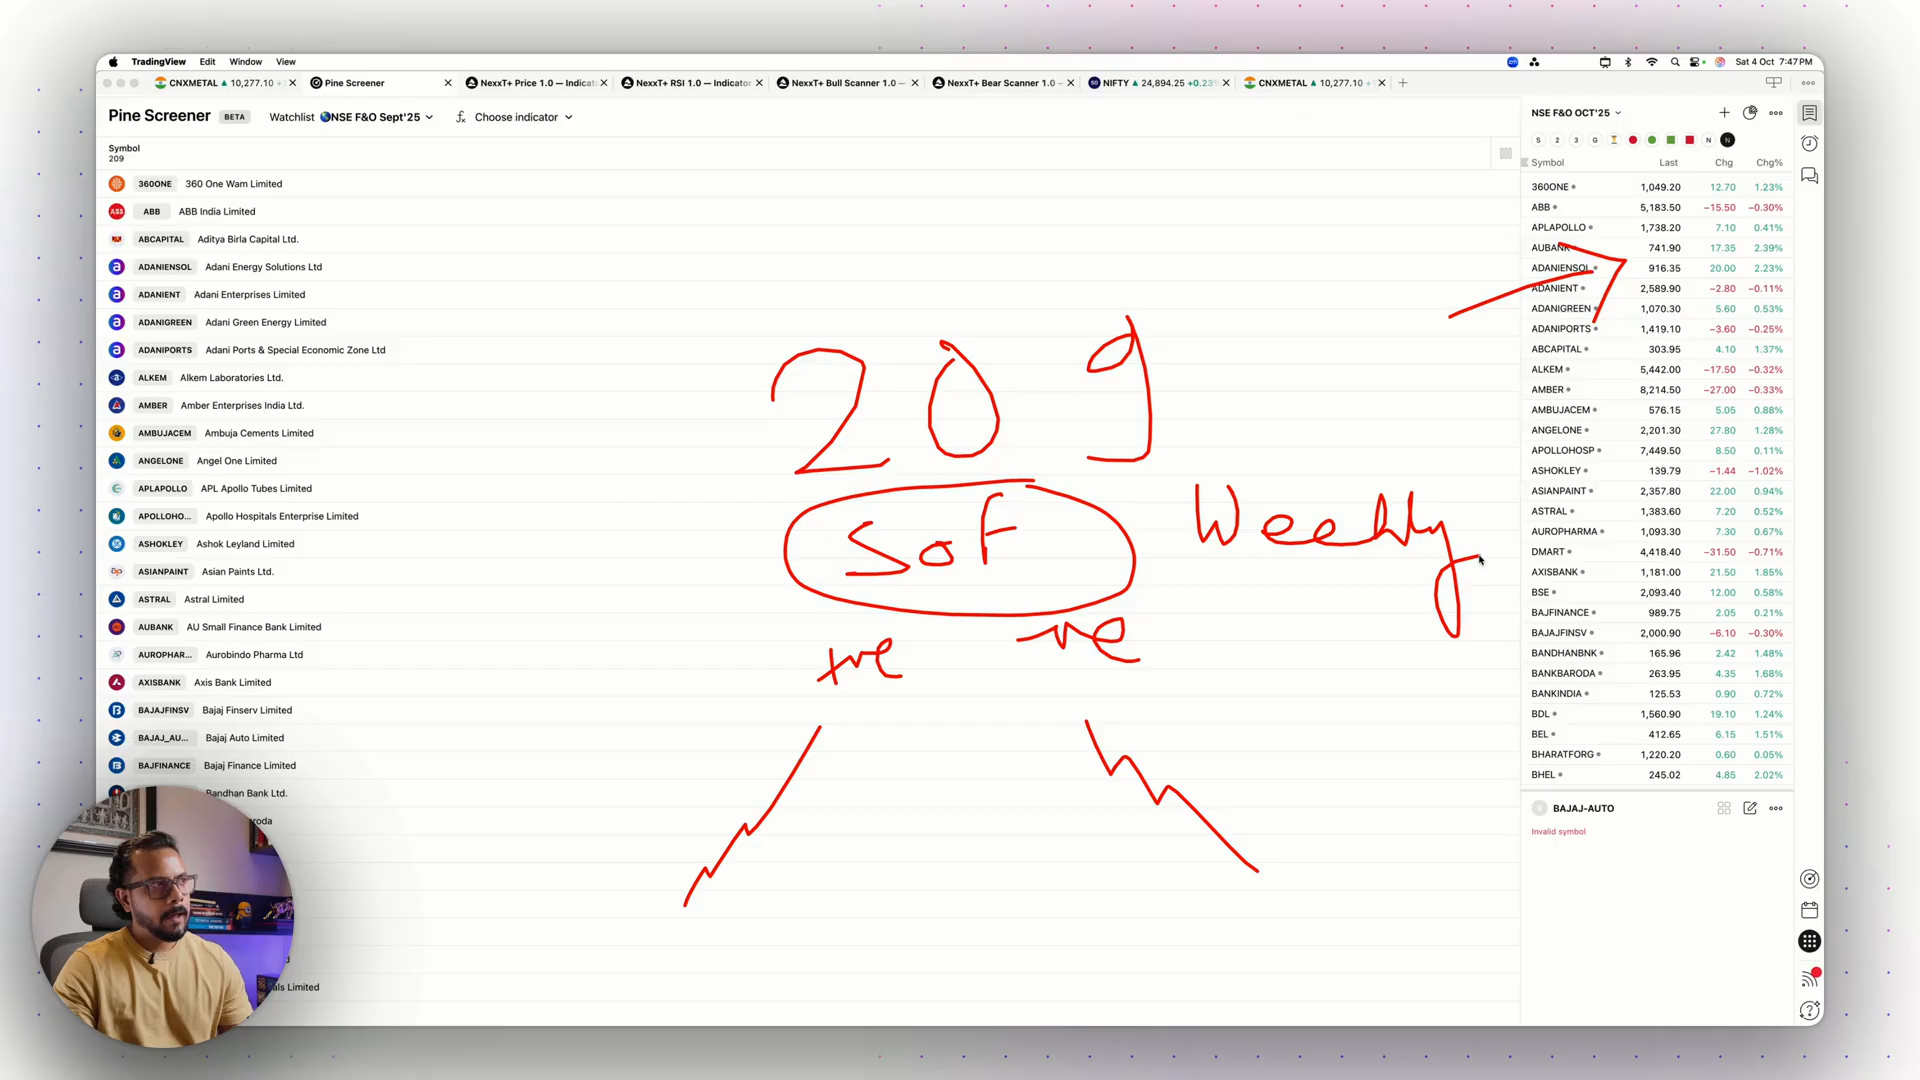 TradingView Edit Window View
Sat 4 Oct 7:47 PM
CNXMETAL ▲ 10,277.10
Pine Screener
NexxT+ Price 1.0 — Indicat
NexxT+ RSI 1.0 — Indicator
NexxT+ Bull Scanner 1.0 —
NexxT+ Bear Scanner 1.0 —
NIFTY ▲ 24,894.25 +0.23
CNXMETAL ▲ 10,277.10
Pine Screener BETA Watchlist NSE F&O Sept'25 Choose indicator
Symbol
209
360ONE 360 One Wam Limited
ABB ABB India Limited
ABCAPITAL Aditya Birla Capital Ltd.
ADANIENSOL Adani Energy Solutions Ltd
ADANIENT Adani Enterprises Limited
ADANIGREEN Adani Green Energy Limited
ADANIPORTS Adani Ports & Special Economic Zone Ltd
ALKEM Alkem Laboratories Ltd.
AMBER Amber Enterprises India Ltd.
AMBUJACEM Ambuja Cements Limited
ANGELONE Angel One Limited
APLAPOLLO APL Apollo Tubes Limited
APOLLOHO... Apollo Hospitals Enterprise Limited
ASHOKLEY Ashok Leyland Limited
ASIANPAINT Asian Paints Ltd.
ASTRAL Astral Limited
AUBANK AU Small Finance Bank Limited
AUROPHAR... Aurobindo Pharma Ltd
AXISBANK Axis Bank Limited
BAJAJFINSV Bajaj Finserv Limited
BAJAJ_AU... Bajaj Auto Limited
BAJFINANCE Bajaj Finance Limited
Bandhan Bank Ltd.
roda
als Limited
209
SoF
Weekly
+ve
-ve
NSE F&O OCT'25
S 2 3 G N N
Symbol Last Chg Chg%
360ONE 1,049.20 12.70 1.23%
ABB 5,183.50 −15.50 −0.30%
APLAPOLLO 1,738.20 7.10 0.41%
AUBANK 741.90 17.35 2.39%
ADANIENSOL 916.35 20.00 2.23%
ADANIENT 2,589.90 −2.80 −0.11%
ADANIGREEN 1,070.30 5.60 0.53%
ADANIPORTS 1,419.10 −3.60 −0.25%
ABCAPITAL 303.95 4.10 1.37%
ALKEM 5,442.00 −17.50 −0.32%
AMBER 8,214.50 −27.00 −0.33%
AMBUJACEM 576.15 5.05 0.88%
ANGELONE 2,201.30 27.80 1.28%
APOLLOHOSP 7,449.50 8.50 0.11%
ASHOKLEY 139.79 −1.44 −1.02%
ASIANPAINT 2,357.80 22.00 0.94%
ASTRAL 1,383.60 7.20 0.52%
AUROPHARMA 1,093.30 7.30 0.67%
DMART 4,418.40 −31.50 −0.71%
AXISBANK 1,181.00 21.50 1.85%
BSE 2,093.40 12.00 0.58%
BAJFINANCE 989.75 2.05 0.21%
BAJAJFINSV 2,000.90 −6.10 −0.30%
BANDHANBNK 165.96 2.42 1.48%
BANKBARODA 263.95 4.35 1.68%
BANKINDIA 125.53 0.90 0.72%
BDL 1,560.90 19.10 1.24%
BEL 412.65 6.15 1.51%
BHARATFORG 1,220.20 0.60 0.05%
BHEL 245.02 4.85 2.02%
BAJAJ-AUTO
Invalid symbol